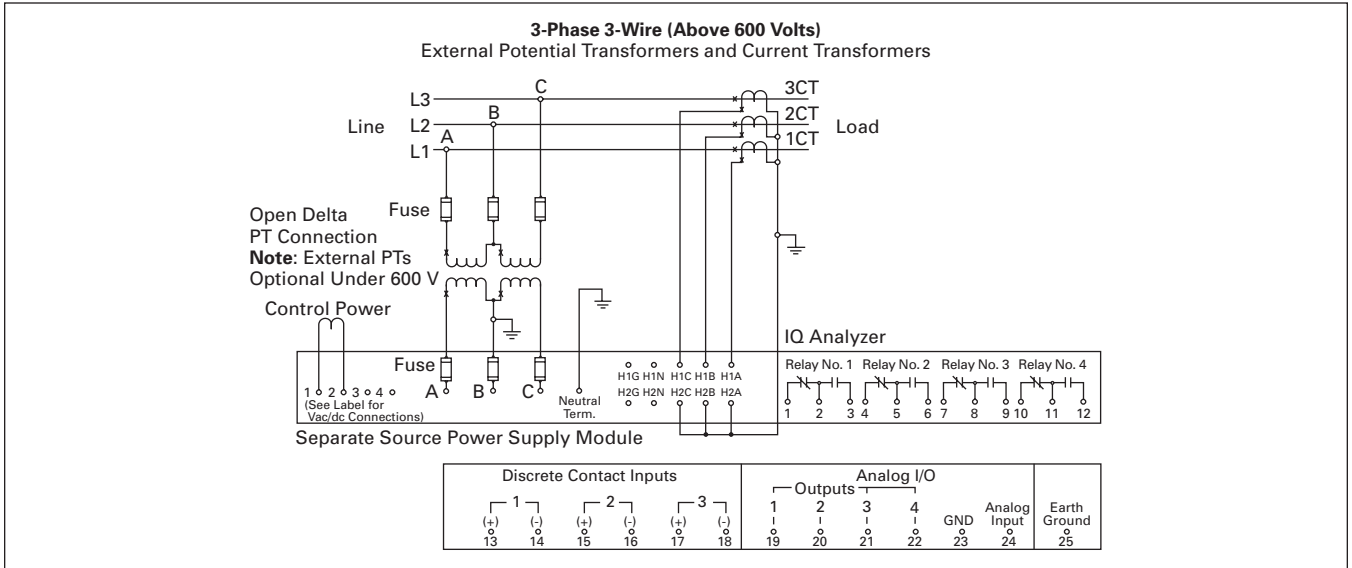 3-Phase 3-Wire (Above 600 Volts)
External Potential Transformers and Current Transformers
C
3CT
L3
B
2CT
Line
L2
Load
A
1CT
L1
Fuse
Open Delta
PT Connection
Note: External PTs
Optional Under 600 V
Control Power
IQ Analyzer
Fuse
Relay No. 1 Relay No. 2 Relay No. 3 Relay No. 4
H1G H1N H1C H1B H1A
1 2 3 4
A B C
Neutral
Term.
H2G H2N H2C H2B H2A
(See Label for
Vac/dc Connections)
1 2 3 4 5 6 7 8 9 10 11 12
Separate Source Power Supply Module
Discrete Contact Inputs
Analog I/O
Outputs
1 2 3
1 2 3 4
(+) (-) (+) (-) (+) (-)
GND
Analog
Input
Earth
Ground
13 14 15 16 17 18 19 20 21 22 23 24 25